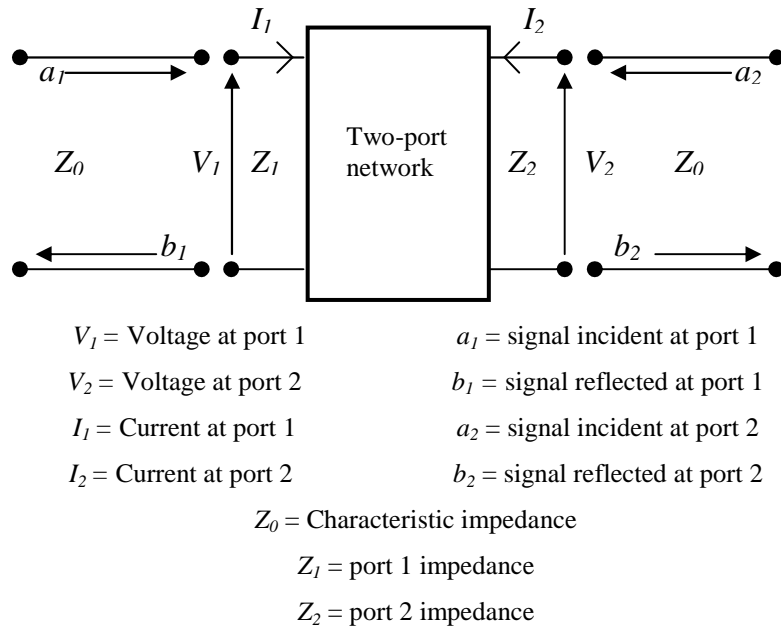 I1 I2
a1 a2
Two-port
network
Z0 V1 Z1 Z2 V2 Z0
b1 b2
V1 = Voltage at port 1
a1 = signal incident at port 1
V2 = Voltage at port 2
b1 = signal reflected at port 1
I1 = Current at port 1
a2 = signal incident at port 2
I2 = Current at port 2
b2 = signal reflected at port 2
Z0 = Characteristic impedance
Z1 = port 1 impedance
Z2 = port 2 impedance